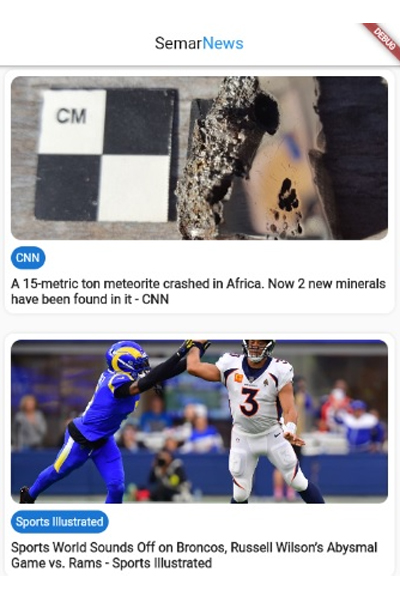 SemarNews
DEBUG
CM
CNN
A 15-metric ton meteorite crashed in Africa. Now 2 new minerals
have been found in it - CNN
3
Sports Illustrated
Sports World Sounds Off on Broncos, Russell Wilson's Abysmal
Game vs. Rams - Sports Illustrated